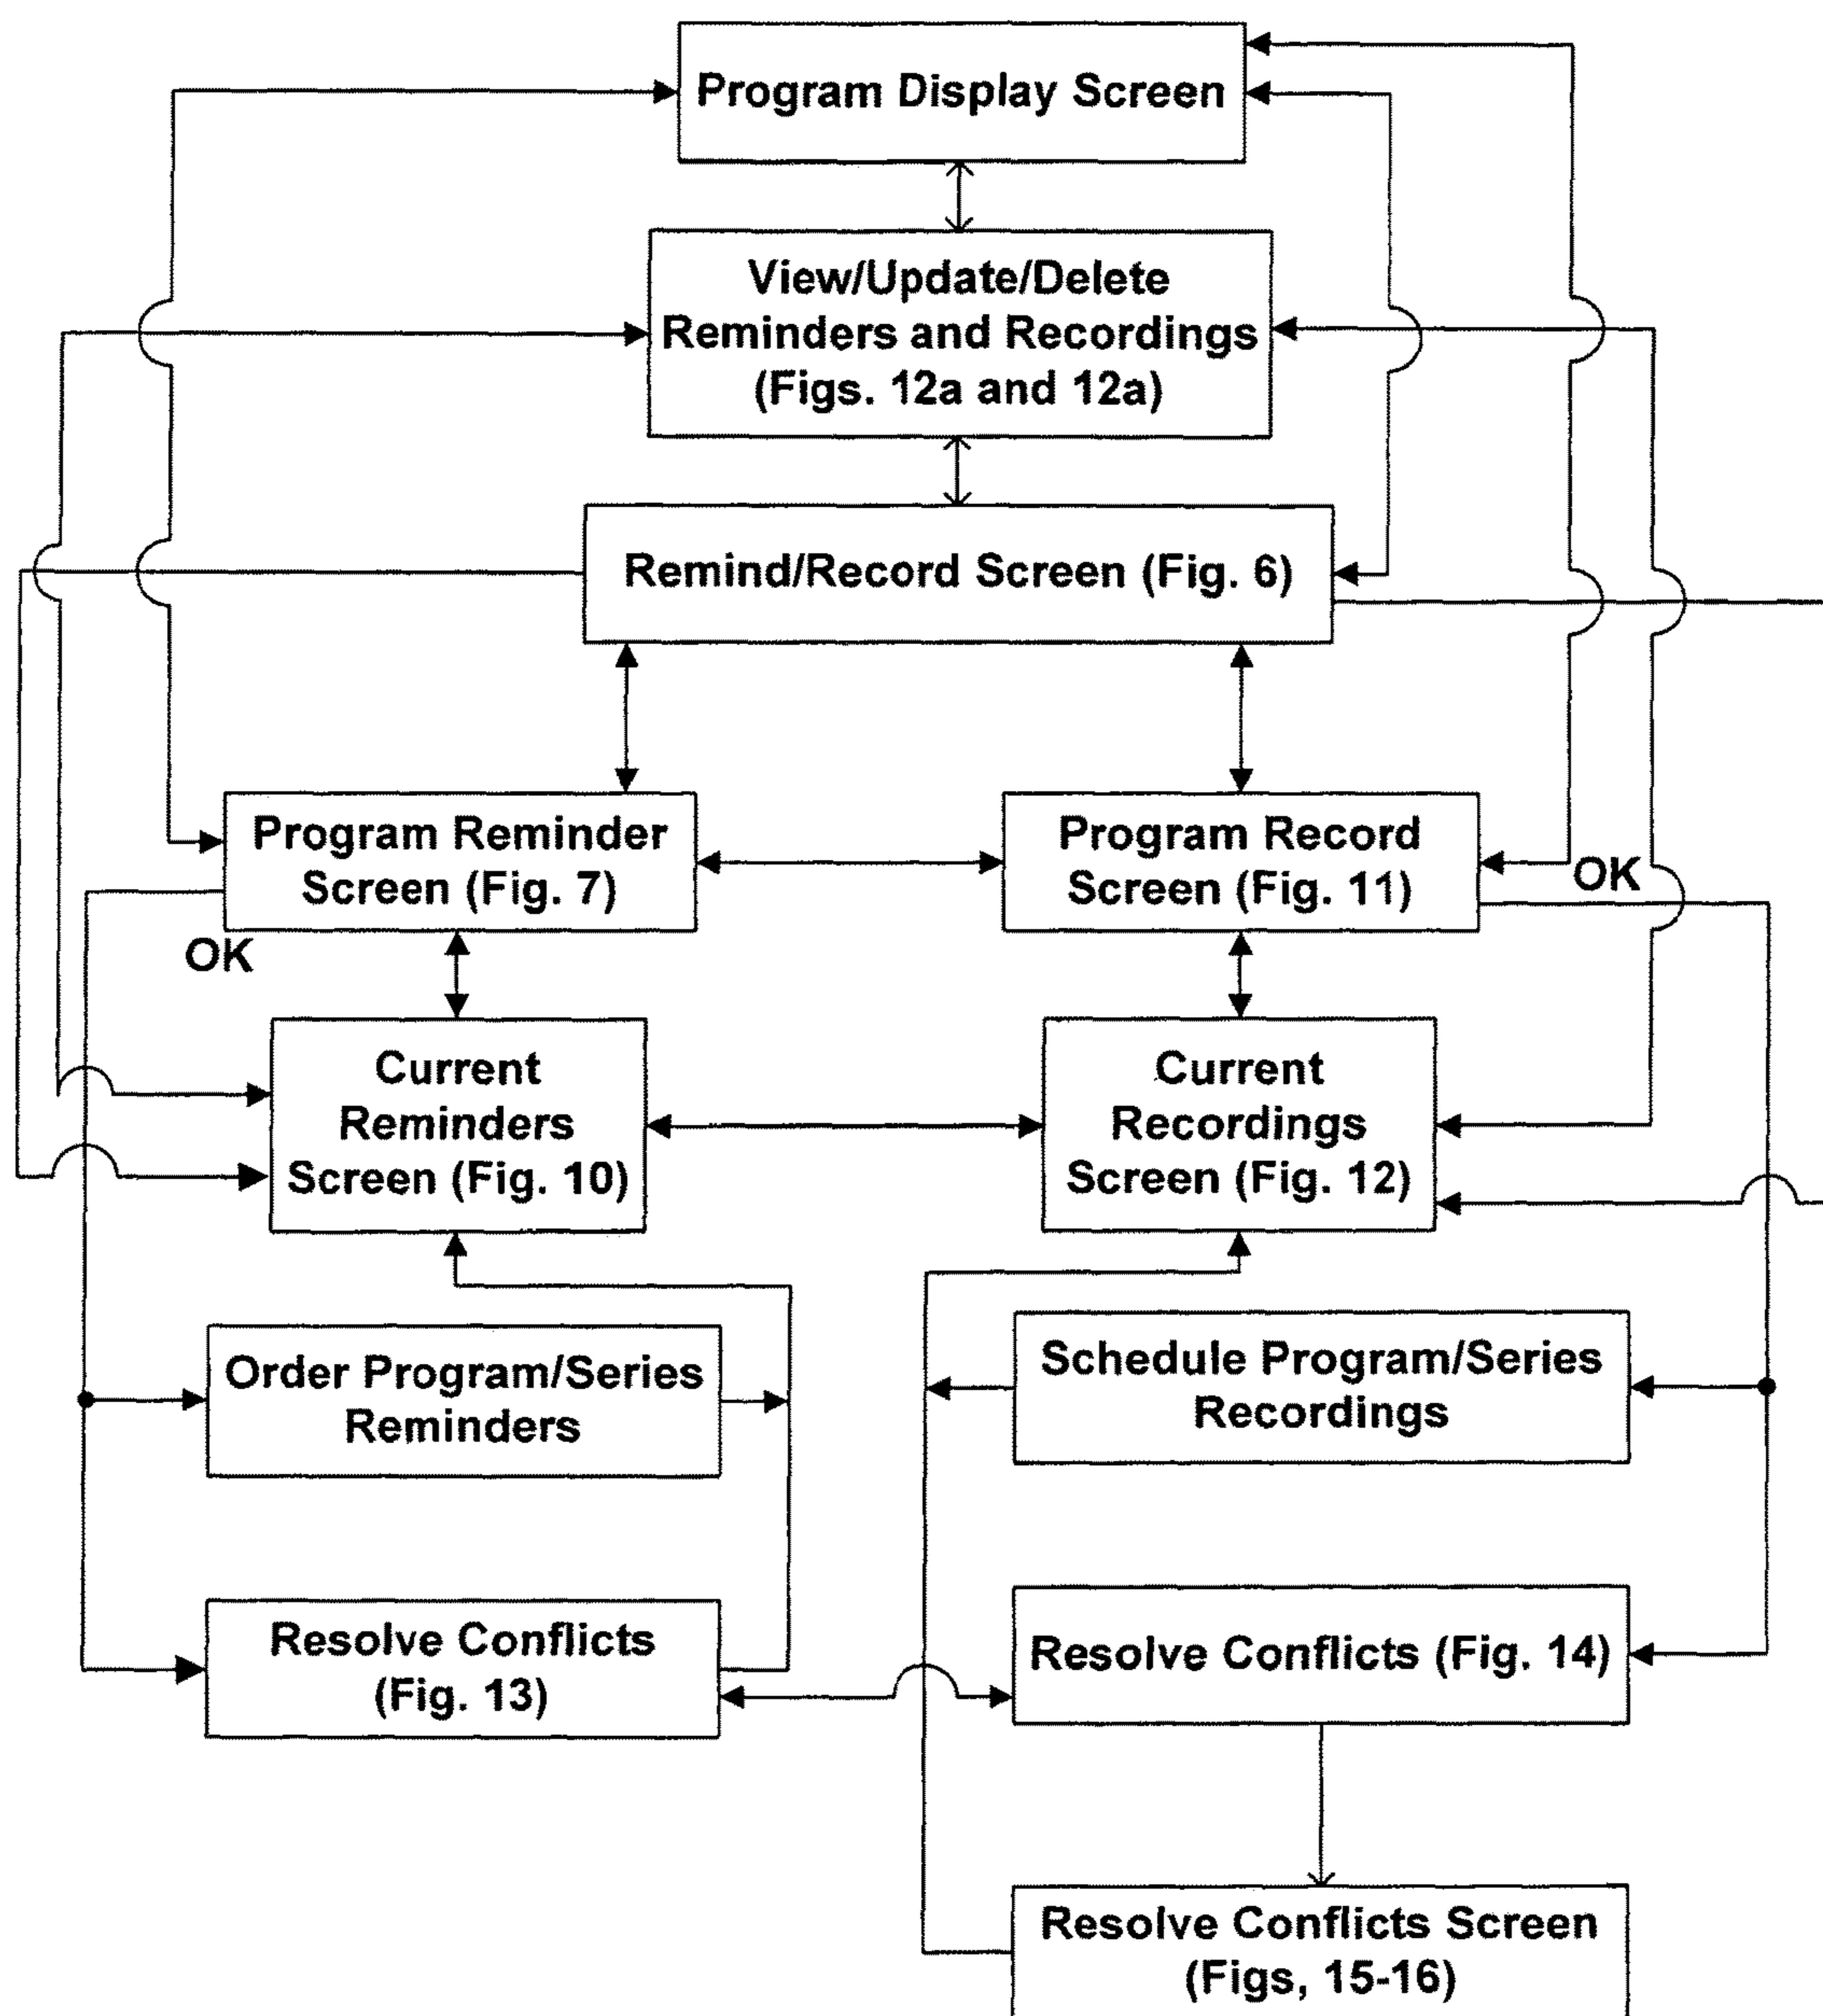 Program Display Screen
View/Update/Delete
Reminders and Recordings
(Figs. 12a and 12a)
Remind/Record Screen (Fig. 6)
Program Reminder
Screen (Fig. 7)
Program Record
Screen (Fig. 11)
OK
OK
Current
Reminders
Screen (Fig. 10)
Current
Recordings
Screen (Fig. 12)
Order Program/Series
Reminders
Schedule Program/Series
Recordings
Resolve Conflicts
(Fig. 13)
Resolve Conflicts (Fig. 14)
Resolve Conflicts Screen
(Figs, 15-16)